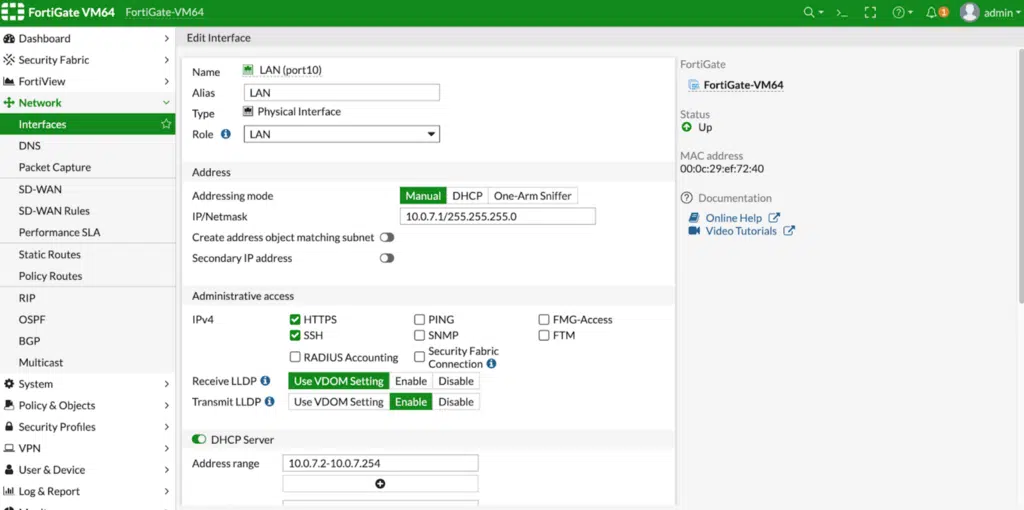 FortiGate VM64 FortiGate-VM64 1 admin
Dashboard
Security Fabric
FortiView
Network
Interfaces
DNS
Packet Capture
SD-WAN
SD-WAN Rules
Performance SLA
Static Routes
Policy Routes
RIP
OSPF
BGP
Multicast
System
Policy & Objects
Security Profiles
VPN
User & Device
Log & Report
Edit Interface
Name LAN (port10)
Alias LAN
Type Physical Interface
Role LAN
Address
Addressing mode Manual DHCP One-Arm Sniffer
IP/Netmask 10.0.7.1/255.255.255.0
Create address object matching subnet
Secondary IP address
Administrative access
IPv4 HTTPS PING FMG-Access
SSH SNMP FTM
RADIUS Accounting Security Fabric
Connection
Receive LLDP Use VDOM Setting Enable Disable
Transmit LLDP Use VDOM Setting Enable Disable
DHCP Server
Address range 10.0.7.2-10.0.7.254
FortiGate
FortiGate-VM64
Status
Up
MAC address
00:0c:29:ef:72:40
Documentation
Online Help
Video Tutorials